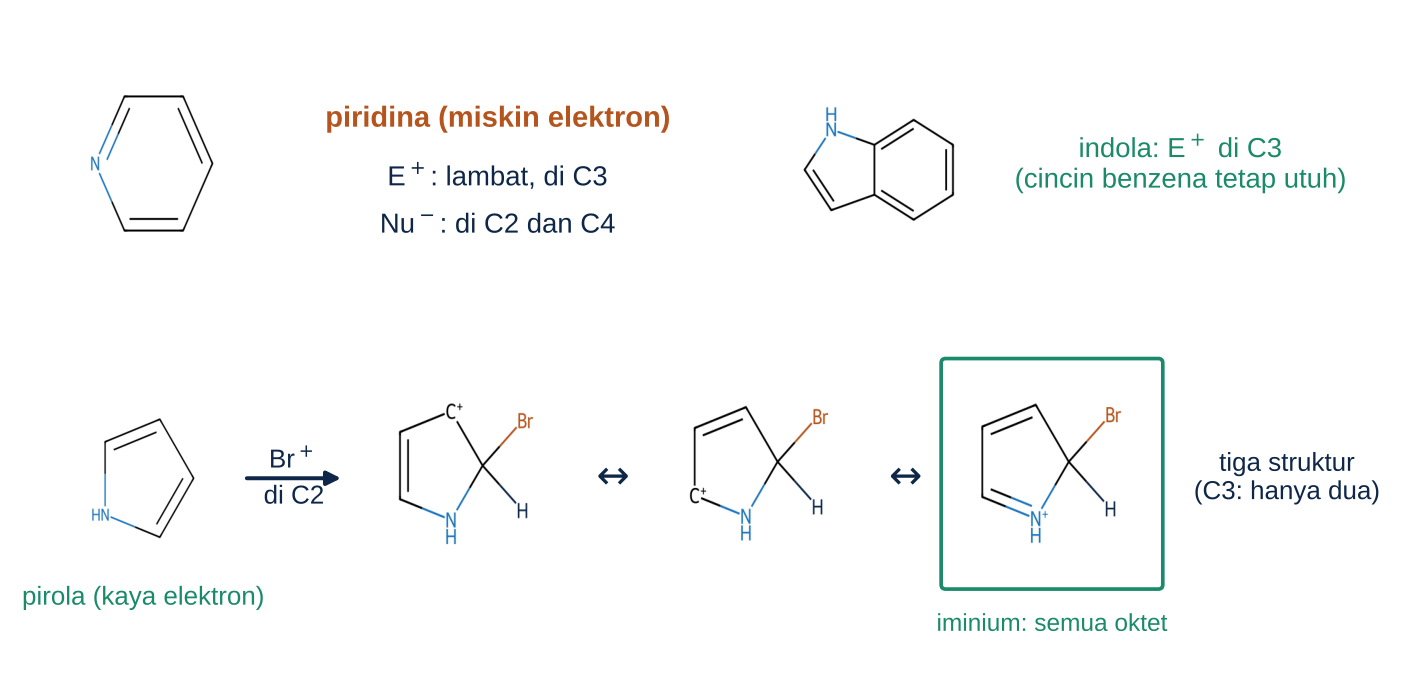 N
piridina (miskin elektron)
E⁺: lambat, di C3
Nu⁻: di C2 dan C4
H
N
indola: E⁺ di C3
(cincin benzena tetap utuh)
HN
pirola (kaya elektron)
Br⁺
di C2
C⁺
Br
H
N
H
↔
C⁺
Br
H
N
H
↔
Br
H
N⁺
H
iminium: semua oktet
tiga struktur
(C3: hanya dua)